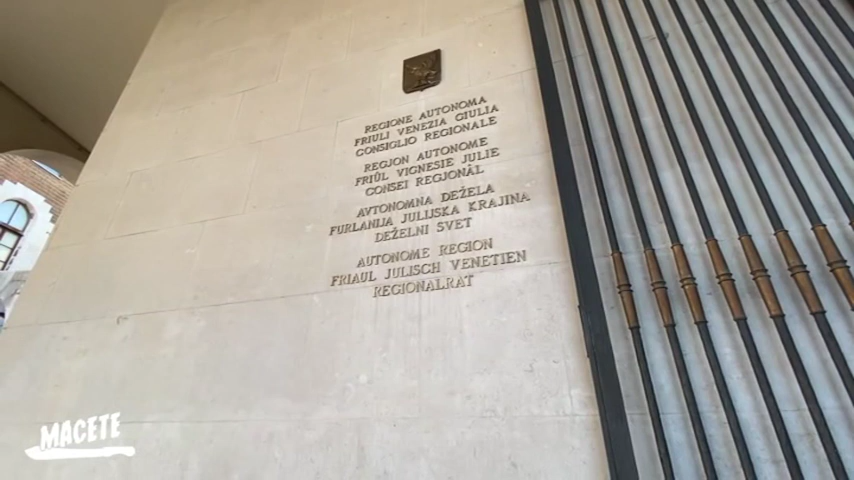 REGIONE AUTONOMA
FRIULI VENEZIA GIULIA
CONSIGLIO REGIONALE
REGJON AUTONOME
FRIÛL VIGNESIE JULIE
CONSEI REGJONÂL
AVTONOMNA DEŽELA
FURLANIJA JULIJSKA KRAJINA
DEŽELNI SVET
AUTONOME REGION
FRIAUL JULISCH VENETIEN
REGIONALRAT
MACETE